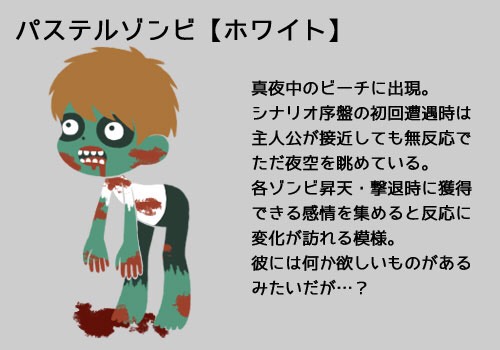 パステルゾンビ【ホワイト】
真夜中のビーチに出現。
シナリオ序盤の初回遭遇時は
主人公が接近しても無反応で
ただ夜空を眺めている。
各ゾンビ昇天・撃退時に獲得
できる感情を集めると反応に
変化が訪れる模様。
彼には何か欲しいものがある
みたいだが…？